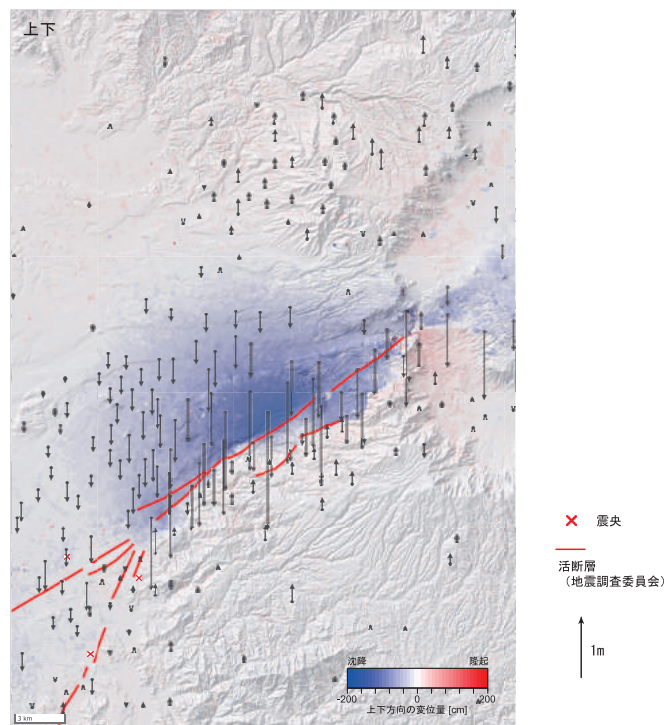 上下
震央
活断層
（地震調査委員会）
1m
沈降
隆起
-200
0
200
上下方向の変位量 [cm]
3 km